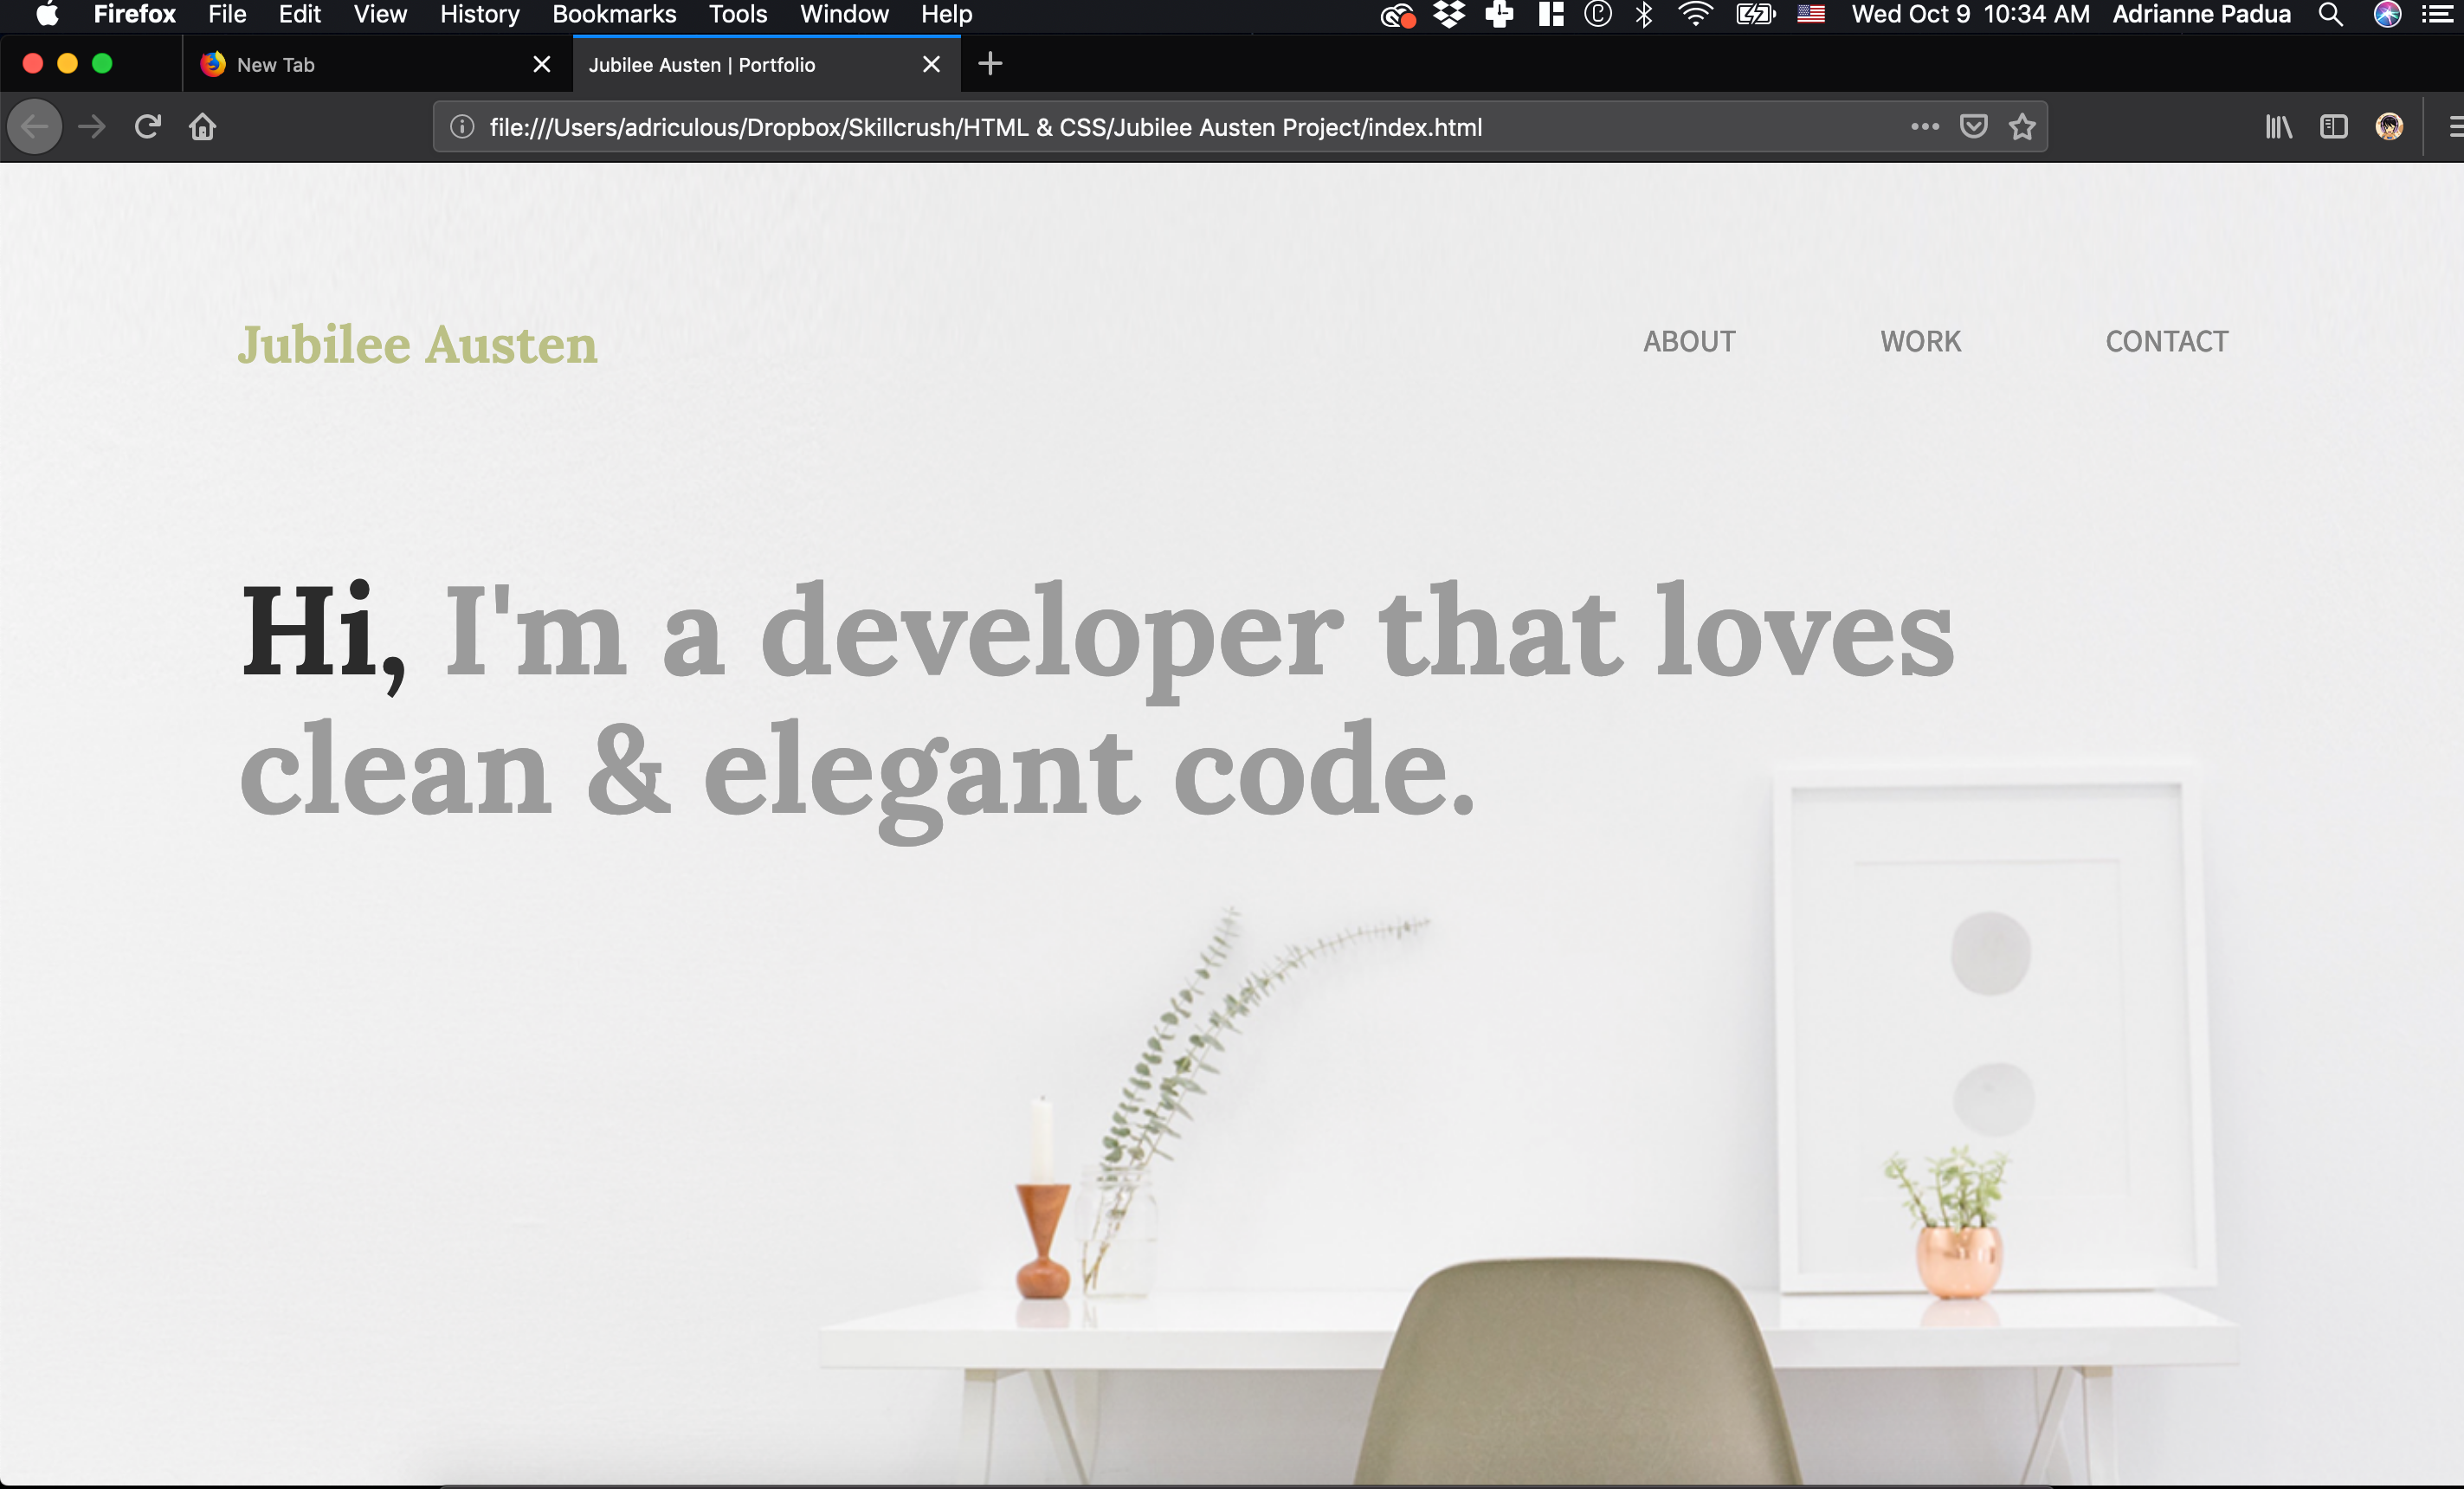 Firefox File Edit View History Bookmarks Tools Window Help Wed Oct 9 10:34 AM Adrianne Padua
New Tab Jubilee Austen | Portfolio
file:///Users/adriculous/Dropbox/Skillcrush/HTML & CSS/Jubilee Austen Project/index.html
Jubilee Austen ABOUT WORK CONTACT
Hi, I'm a developer that loves
clean & elegant code.